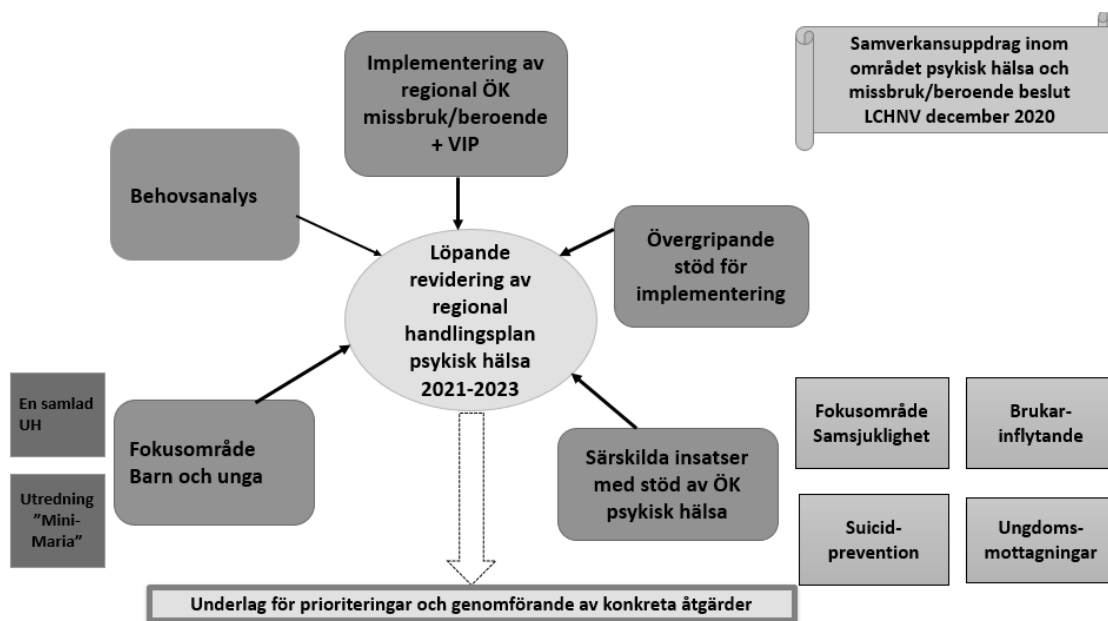 Implementering av
regional ÖK
missbruk/beroende
+ VIP
Samverkansuppdrag inom
området psykisk hälsa och
missbruk/beroende beslut
LCHNV december 2020
Behovsanalys
Övergripande
stöd för
implementering
Löpande
revidering av
regional
handlingsplan
psykisk hälsa
2021-2023
En samlad
UH
Utredning
”Mini-
Maria”
Fokusområde
Barn och unga
Särskilda insatser
med stöd av ÖK
psykisk hälsa
Fokusområde
Samsjuklighet
Brukar-
inflytande
Suicid-
prevention
Ungdoms-
mottagningar
Underlag för prioriteringar och genomförande av konkreta åtgärder